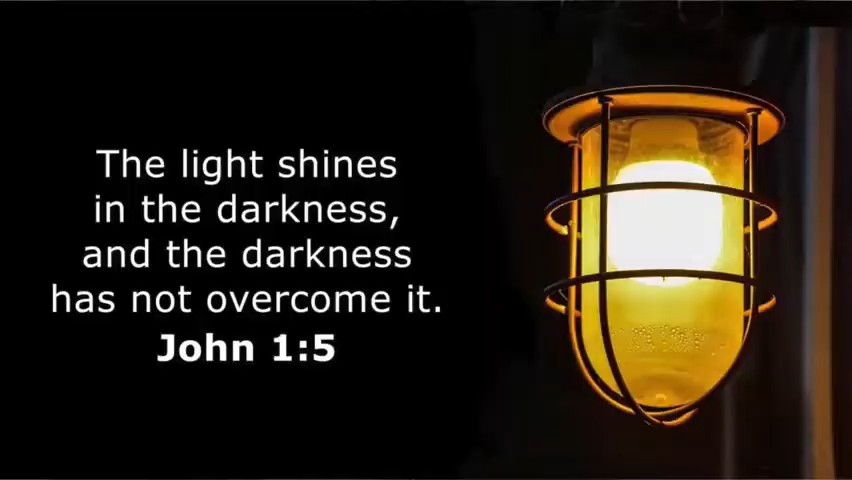 The light shines
in the darkness,
and the darkness
has not overcome it.
John 1:5